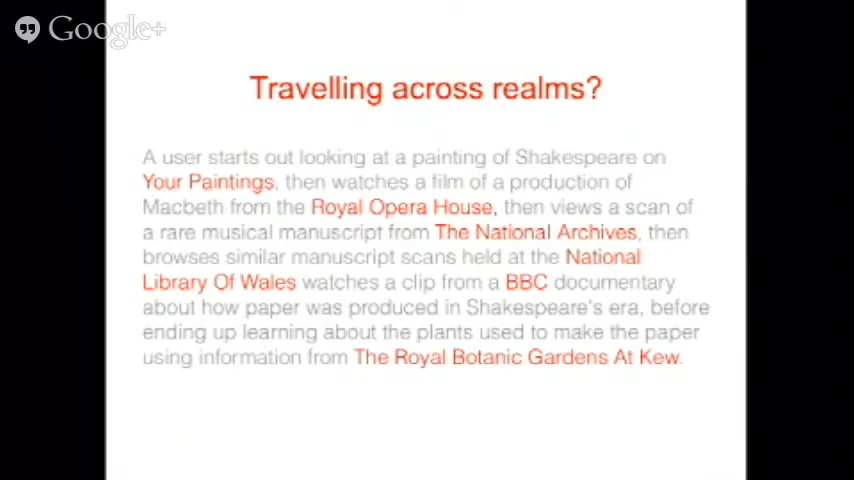 Google+
Travelling across realms?
A user starts out looking at a painting of Shakespeare on
Your Paintings, then watches a film of a production of
Macbeth from the Royal Opera House, then views a scan of
a rare musical manuscript from The National Archives, then
browses similar manuscript scans held at the National
Library Of Wales watches a clip from a BBC documentary
about how paper was produced in Shakespeare's era, before
ending up learning about the plants used to make the paper
using information from The Royal Botanic Gardens At Kew.